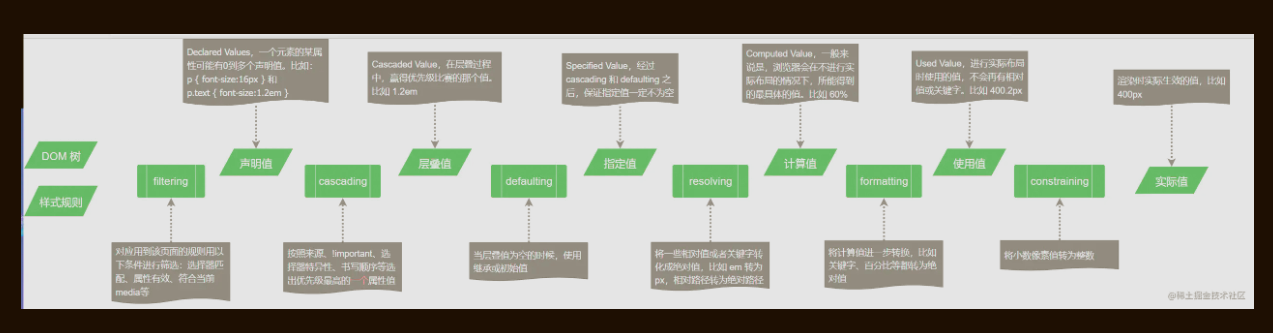 Declared Values，一个元素的某属
性可能有0到多个声明值。比如：
p { font-size:16px } 和
p.text { font-size:1.2em }
Cascaded Value，在层叠过程
中，赢得优先级比赛的那个值。
比如 1.2em
Specified Value，经过
cascading 和 defaulting 之
后，保证指定值一定不为空
Computed Value，一般来
说是，浏览器会在不进行实
际布局的情况下，所能得到
的最具体的值。比如 60%
Used Value，进行实际布局
时使用的值，不会再有相对
值或关键字。比如 400.2px
渲染时实际生效的值，比如
400px
DOM 树
样式规则
filtering
声明值
cascading
层叠值
defaulting
指定值
resolving
计算值
formatting
使用值
constraining
实际值
对应用到该页面的规则用以
下条件进行筛选：选择器匹
配、属性有效、符合当前
media等
按照来源、!important、选
择器特异性、书写顺序等选
出优先级最高的一个属性值
当层叠值为空的时候，使用
继承或初始值
将一些相对值或者关键字转
化成绝对值，比如 em 转为
px，相对路径转为绝对路径
将计算值进一步转换，比如
关键字、百分比等都转为绝
对值
将小数像素值转为整数
@稀土掘金技术社区